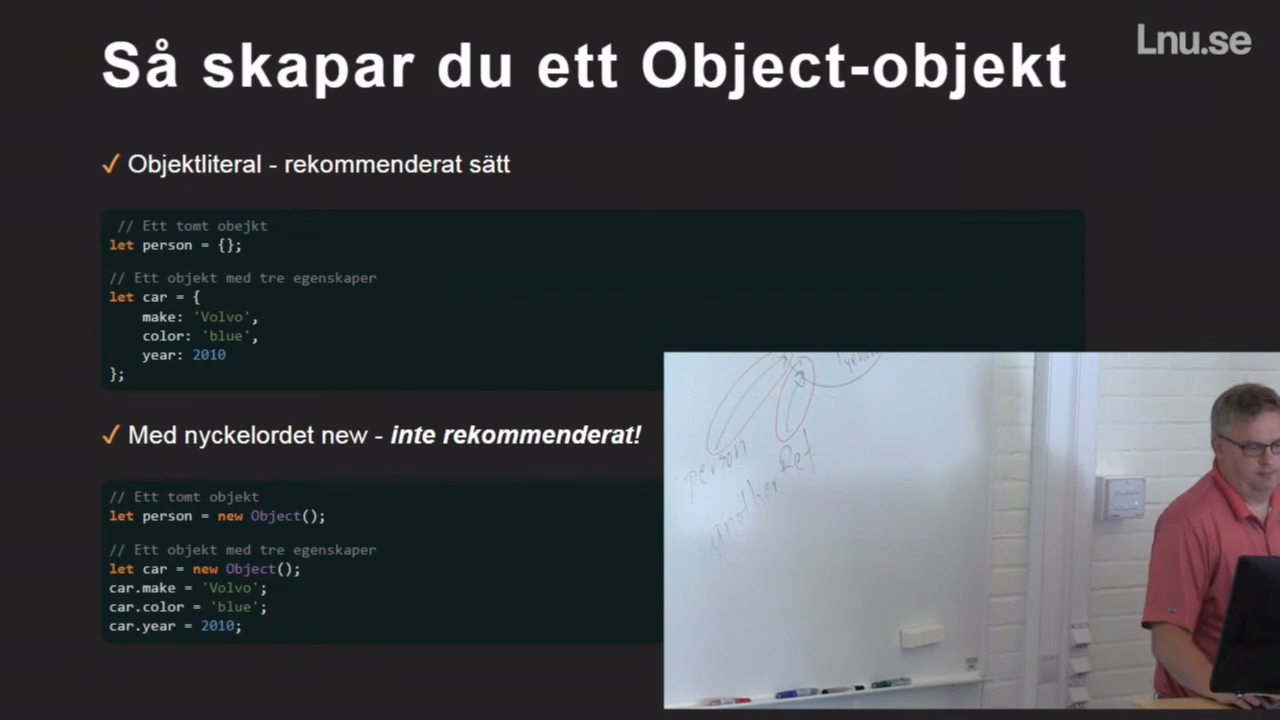 Så skapar du ett Object-objekt
Lnu.se
✓ Objektliteral - rekommenderat sätt
// Ett tomt obejkt
let person = {};
// Ett objekt med tre egenskaper
let car = {
make: 'Volvo',
color: 'blue',
year: 2010
};
✓ Med nyckelordet new - inte rekommenderat!
// Ett tomt objekt
let person = new Object();
// Ett objekt med tre egenskaper
let car = new Object();
car.make = 'Volvo';
car.color = 'blue';
car.year = 2010;
person
another Ref